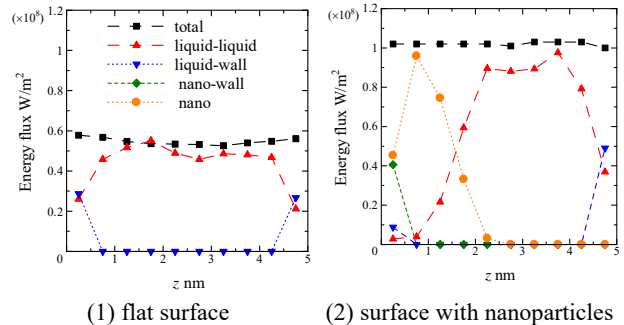 (×10⁸)
1.2
1
0.8
0.6
0.4
0.2
0 1 2 3 4 5
Energy flux W/m²
z nm
total
liquid-liquid
liquid-wall
nano-wall
nano
(1) flat surface
(×10⁸)
1.2
1
0.8
0.6
0.4
0.2
0 1 2 3 4 5
Energy flux W/m²
z nm
(2) surface with nanoparticles